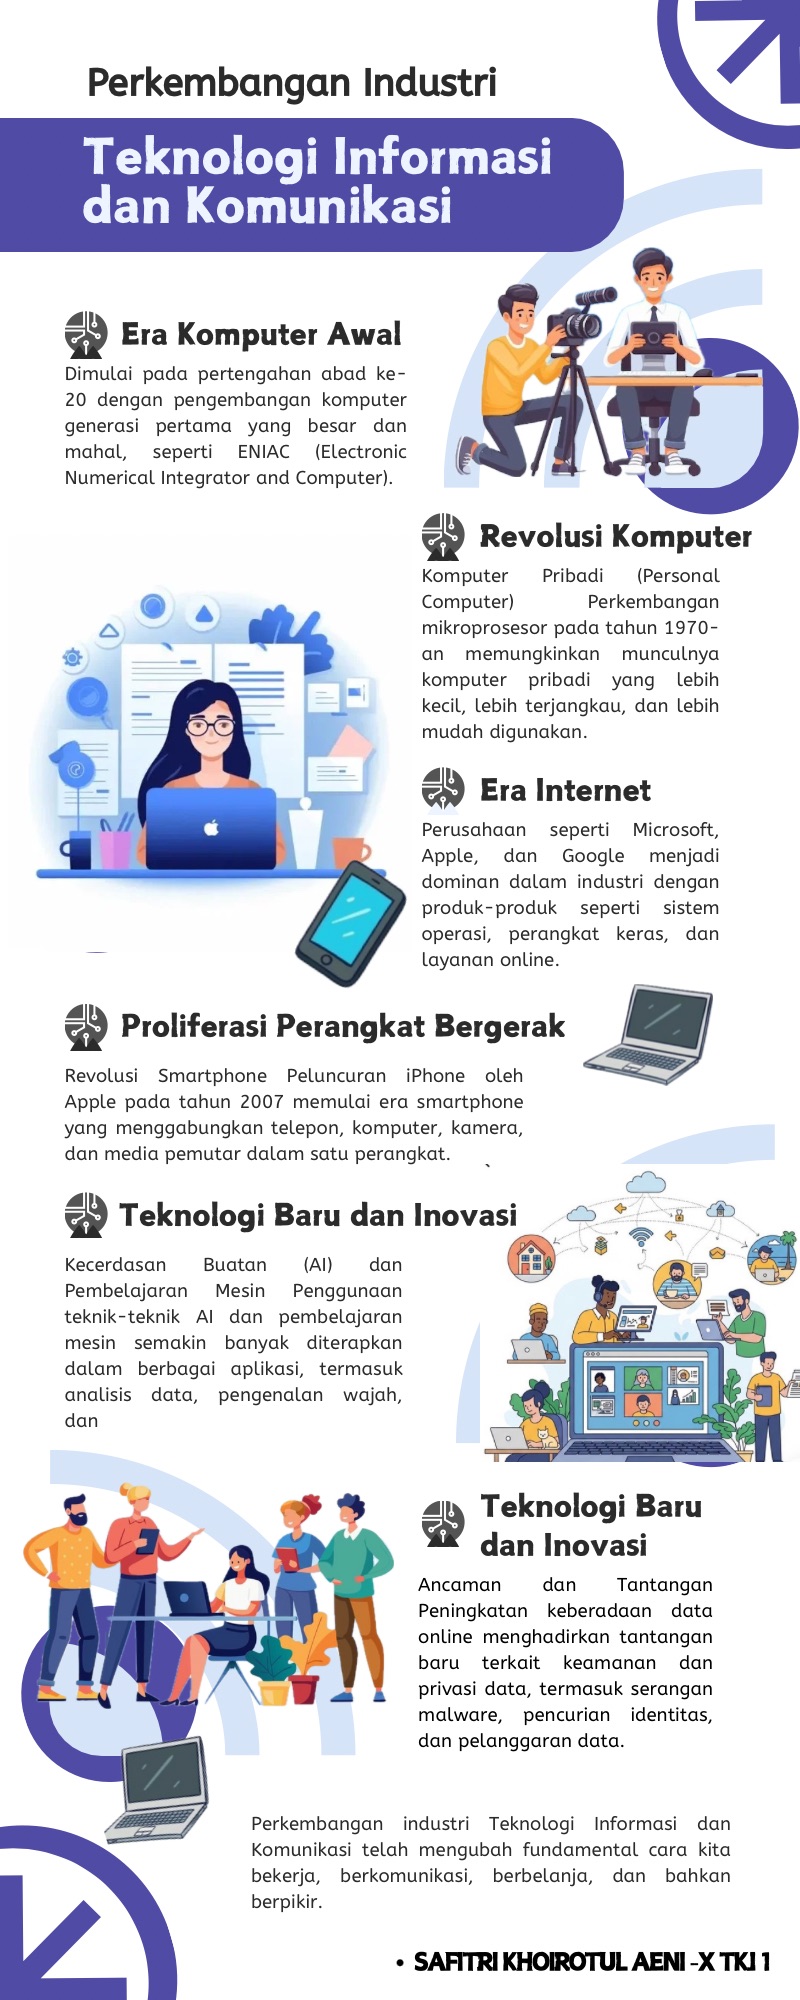 Perkembangan Industri
Teknologi Informasi
dan Komunikasi
Era Komputer Awal
Dimulai pada pertengahan abad ke-
20 dengan pengembangan komputer
generasi pertama yang besar dan
mahal, seperti ENIAC (Electronic
Numerical Integrator and Computer).
Revolusi Komputer
Komputer Pribadi (Personal
Computer) Perkembangan
mikroprosesor pada tahun 1970-
an memungkinkan munculnya
komputer pribadi yang lebih
kecil, lebih terjangkau, dan lebih
mudah digunakan.
Era Internet
Perusahaan seperti Microsoft,
Apple, dan Google menjadi
dominan dalam industri dengan
produk-produk seperti sistem
operasi, perangkat keras, dan
layanan online.
Proliferasi Perangkat Bergerak
Revolusi Smartphone Peluncuran iPhone oleh
Apple pada tahun 2007 memulai era smartphone
yang menggabungkan telepon, komputer, kamera,
dan media pemutar dalam satu perangkat.
Teknologi Baru dan Inovasi
Kecerdasan Buatan (AI) dan
Pembelajaran Mesin Penggunaan
teknik-teknik AI dan pembelajaran
mesin semakin banyak diterapkan
dalam berbagai aplikasi, termasuk
analisis data, pengenalan wajah,
dan
Teknologi Baru
dan Inovasi
Ancaman dan Tantangan
Peningkatan keberadaan data
online menghadirkan tantangan
baru terkait keamanan dan
privasi data, termasuk serangan
malware, pencurian identitas,
dan pelanggaran data.
Perkembangan industri Teknologi Informasi dan
Komunikasi telah mengubah fundamental cara kita
bekerja, berkomunikasi, berbelanja, dan bahkan
berpikir.
• SAFITRI KHOIROTUL AENI -X TKJ 1